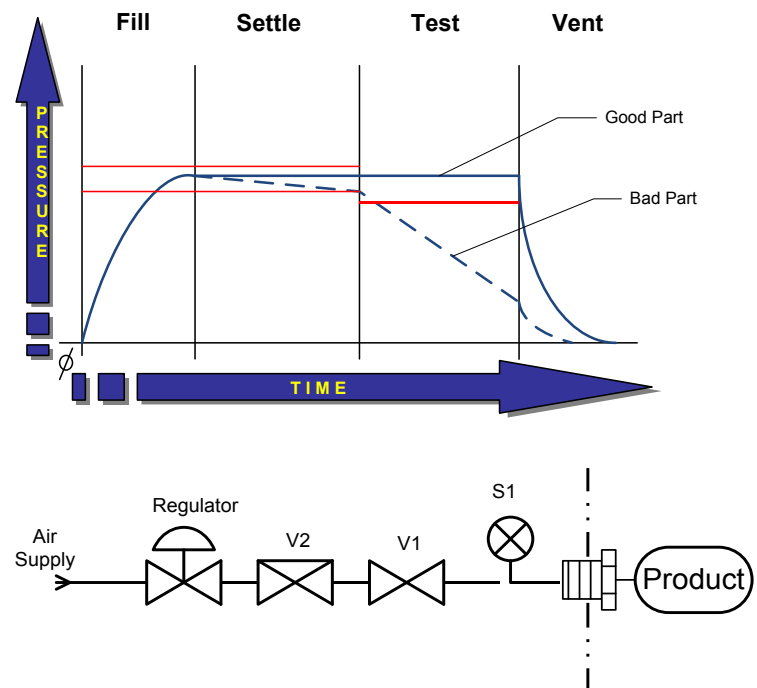 Fill Settle Test Vent
PRESSURE
Good Part
Bad Part
ϕ
TIME
Regulator
S1
Air
Supply
V2
V1
Product